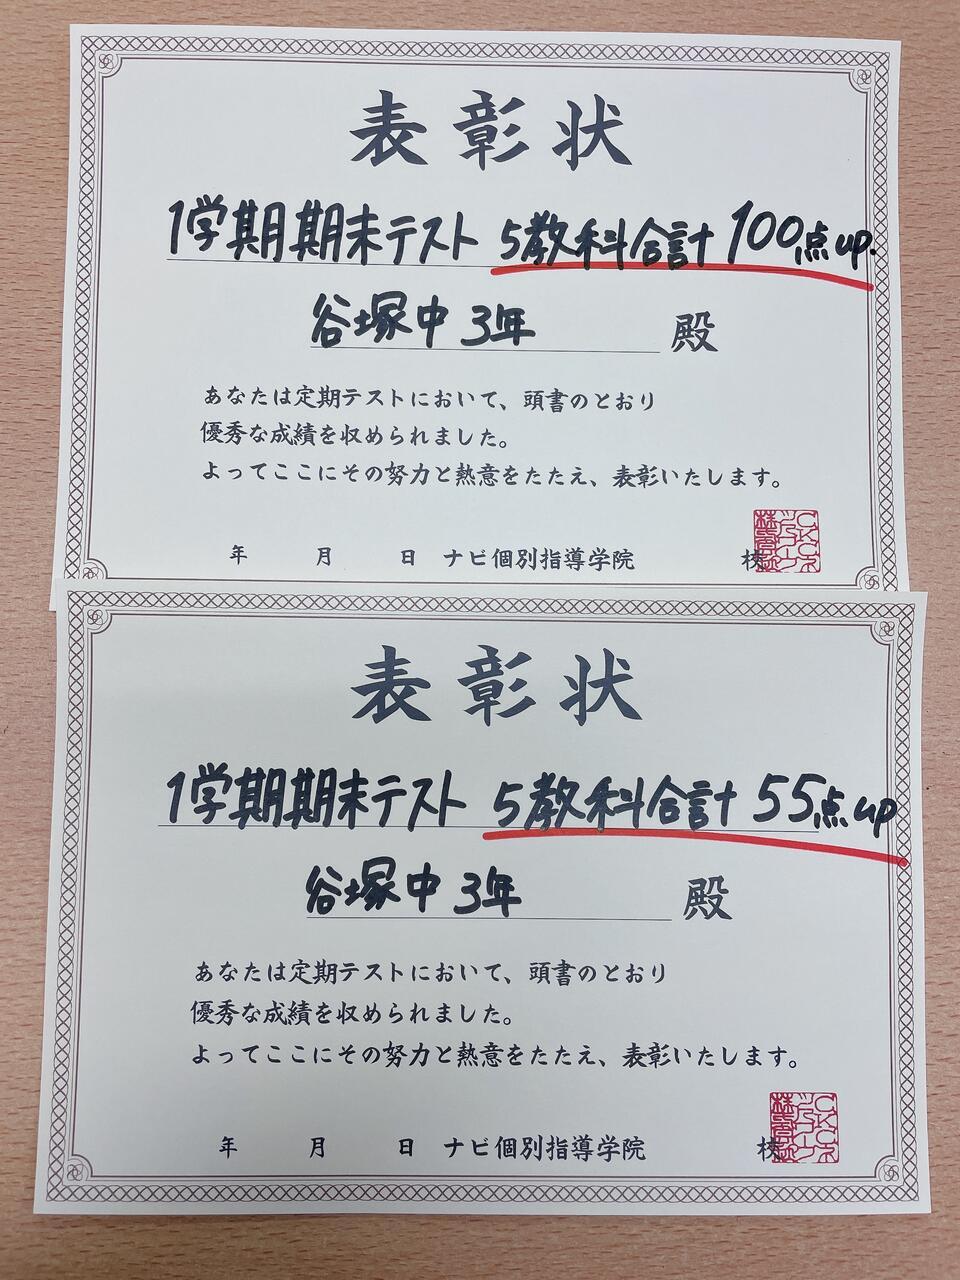 表彰状
1学期期末テスト 5教科合計 100点up.
谷塚中 3年 殿
あなたは定期テストにおいて、頭書のとおり
優秀な成績を収められました。
よってここにその努力と熱意をたたえ、表彰いたします。
年 月 日 ナビ個別指導学院 校
表彰状
1学期期末テスト 5教科合計 55点up
谷塚中 3年 殿
あなたは定期テストにおいて、頭書のとおり
優秀な成績を収められました。
よってここにその努力と熱意をたたえ、表彰いたします。
年 月 日 ナビ個別指導学院 校